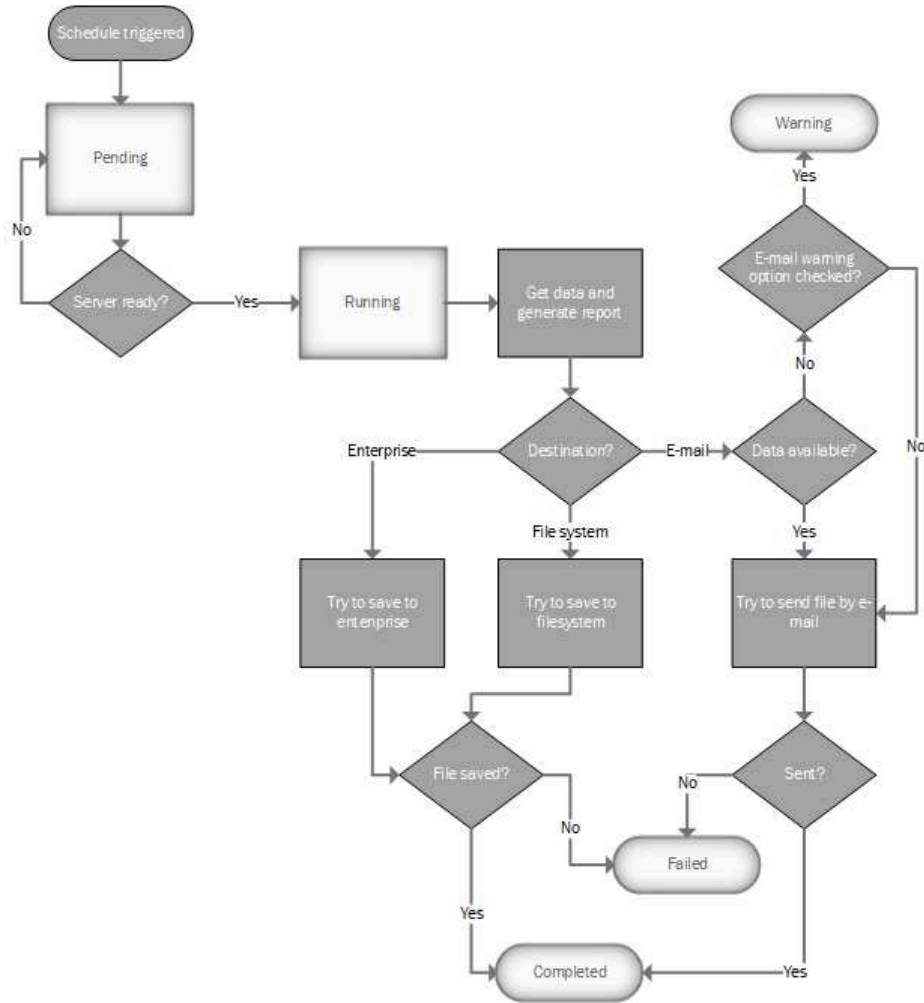 Schedule triggered
Pending
Warning
Yes
No
E-mail warning
option checked?
Server ready?
Yes
Running
Get data and
generate report
No
Enterprise
Destination?
E-mail
Data available?
No
File system
Yes
Try to save to
enterprise
Try to save to
filesystem
Try to send file by e-
mail
File saved?
Sent?
No
No
Failed
Yes
Completed
Yes